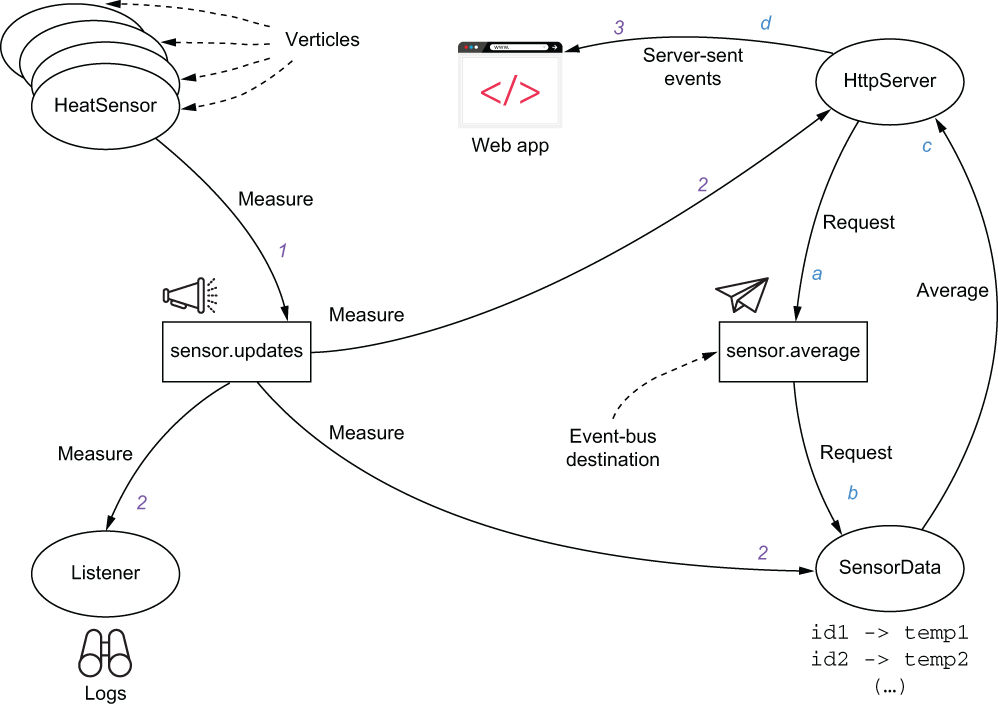 Verticles
HeatSensor
3
d
www.
</>
Server-sent
events
HttpServer
Web app
c
Measure
2
Request
1
a
Average
Measure
sensor.updates
sensor.average
Measure
Event-bus
destination
Measure
Request
2
b
2
Listener
SensorData
id1 -> temp1
id2 -> temp2
(…)
Logs